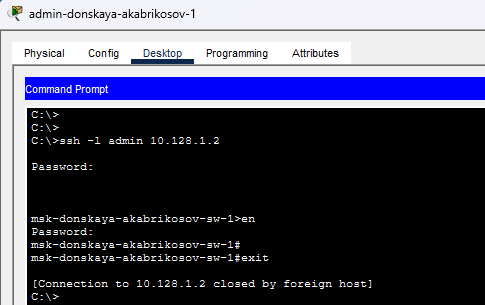 admin-donskaya-akabrikosov-1
Physical Config Desktop Programming Attributes
Command Prompt
C:\>
C:\>
C:\>ssh -l admin 10.128.1.2
Password:
msk-donskaya-akabrikosov-sw-1>en
Password:
msk-donskaya-akabrikosov-sw-1#
msk-donskaya-akabrikosov-sw-1#exit
[Connection to 10.128.1.2 closed by foreign host]
C:\>